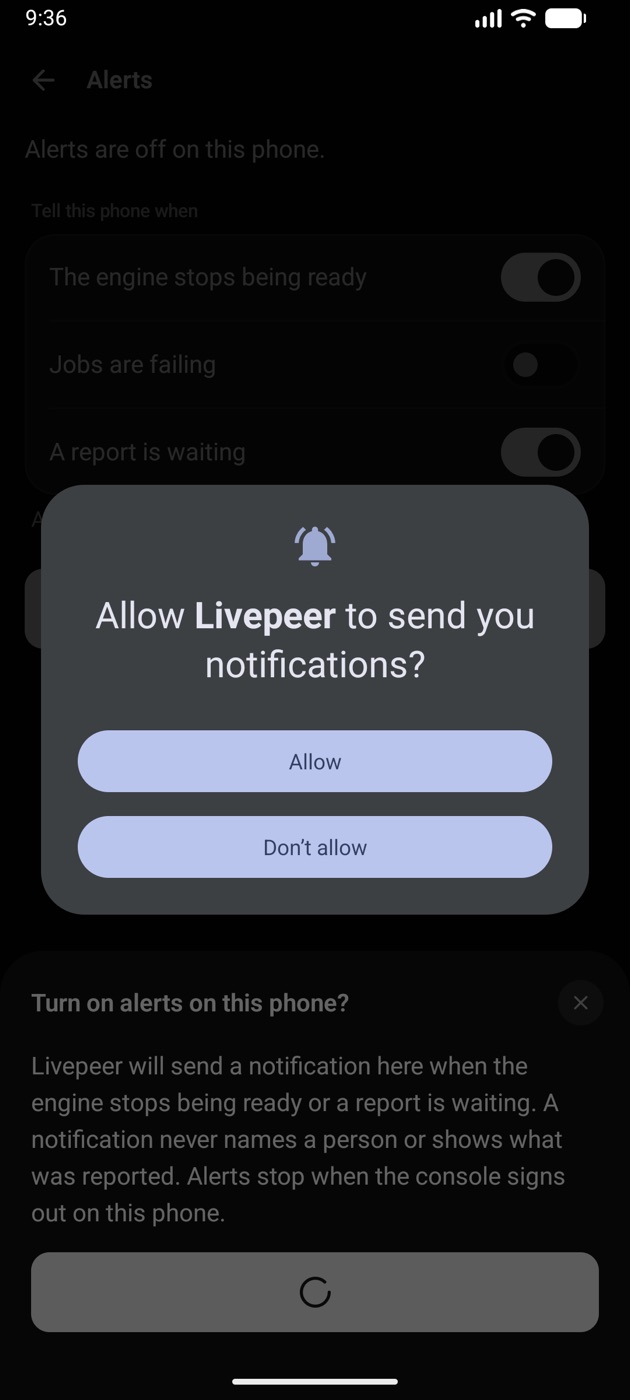 9:36
Alerts
Alerts are off on this phone.
Tell this phone when
The engine stops being ready
Jobs are failing
A report is waiting
A
Allow Livepeer to send you
notifications?
Allow
Don't allow
Turn on alerts on this phone?
Livepeer will send a notification here when the
engine stops being ready or a report is waiting. A
notification never names a person or shows what
was reported. Alerts stop when the console signs
out on this phone.